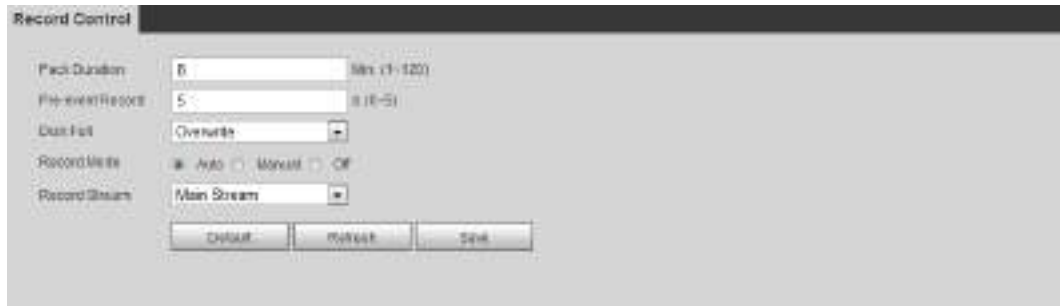 Record Control
Pack Duration 8 Min. (1~120)
Pre-event Record 5 s (0~5)
Disk Full Overwrite
Record Mode Auto Manual Off
Record Stream Main Stream
Default Refresh Save